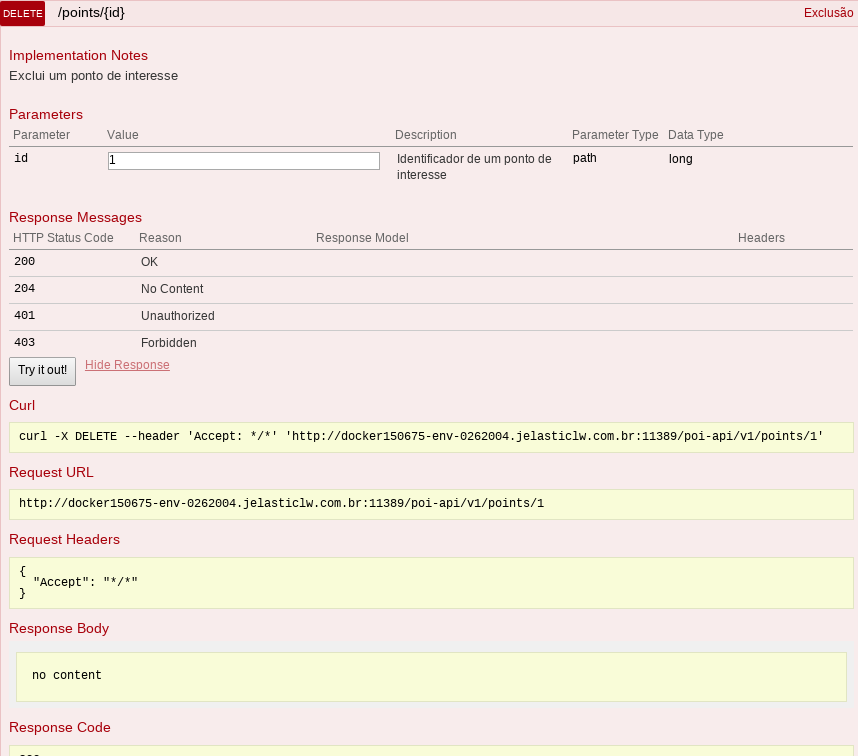 DELETE /points/{id} Exclusão
Implementation Notes
Exclui um ponto de interesse
Parameters
Parameter Value Description Parameter Type Data Type
id 1 Identificador de um ponto de interesse path long
Response Messages
HTTP Status Code Reason Response Model Headers
200 OK
204 No Content
401 Unauthorized
403 Forbidden
Try it out! Hide Response
Curl
curl -X DELETE --header 'Accept: */*' 'http://docker150675-env-0262004.jelasticlw.com.br:11389/poi-api/v1/points/1'
Request URL
http://docker150675-env-0262004.jelasticlw.com.br:11389/poi-api/v1/points/1
Request Headers
{
"Accept": "*/*"
}
Response Body
no content
Response Code